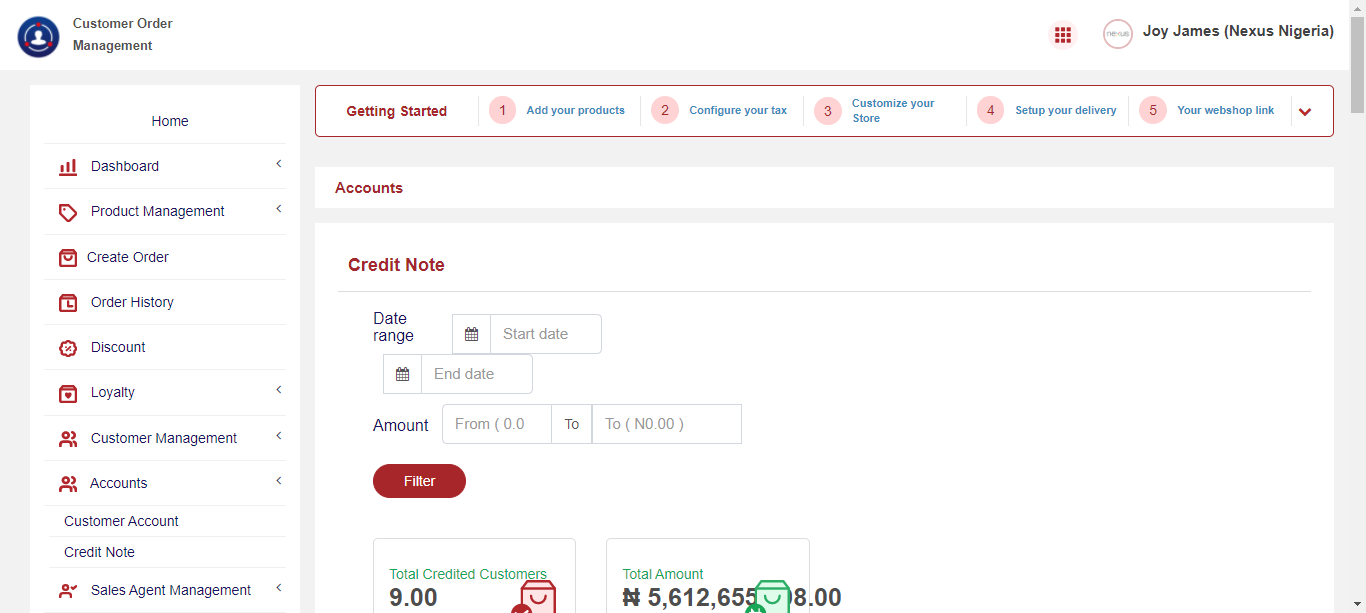 Customer Order
Management
nexus
Joy James (Nexus Nigeria)
Home
Dashboard
Product Management
Create Order
Order History
Discount
Loyalty
Customer Management
Accounts
Customer Account
Credit Note
Sales Agent Management
Getting Started
1 Add your products
2 Configure your tax
3 Customize your
Store
4 Setup your delivery
5 Your webshop link
Accounts
Credit Note
Date
range
Start date
End date
Amount From ( 0.0 To To ( N0.00 )
Filter
Total Credited Customers
9.00
Total Amount
₦ 5,612,655
8.00